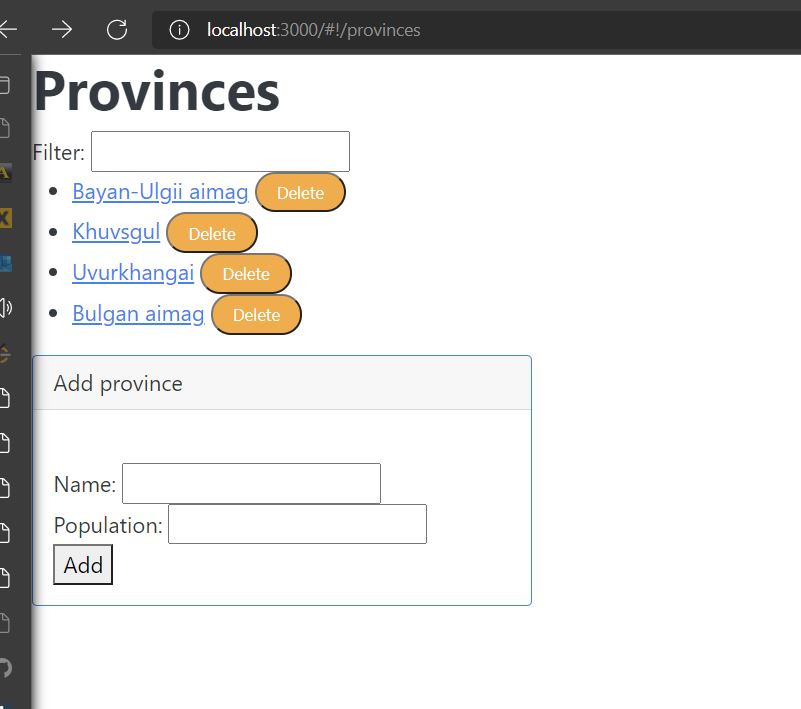 localhost:3000/#!/provinces
Provinces
Filter:
Bayan-Ulgii aimag Delete
Khuvsgul Delete
Uvurkhangai Delete
Bulgan aimag Delete
Add province
Name:
Population:
Add